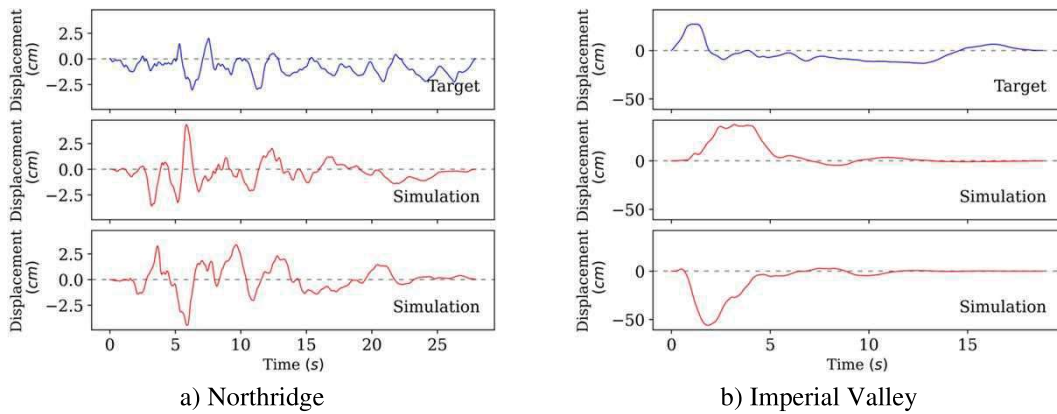 Displacement
(cm)
2.5
0.0
−2.5
Target
Displacement
(cm)
2.5
0.0
−2.5
Simulation
Displacement
(cm)
2.5
0.0
−2.5
Simulation
0 5 10 15 20 25
Time (s)
a) Northridge
Displacement
(cm)
0
−50
Target
Displacement
(cm)
0
−50
Simulation
Displacement
(cm)
0
−50
Simulation
0 5 10 15
Time (s)
b) Imperial Valley